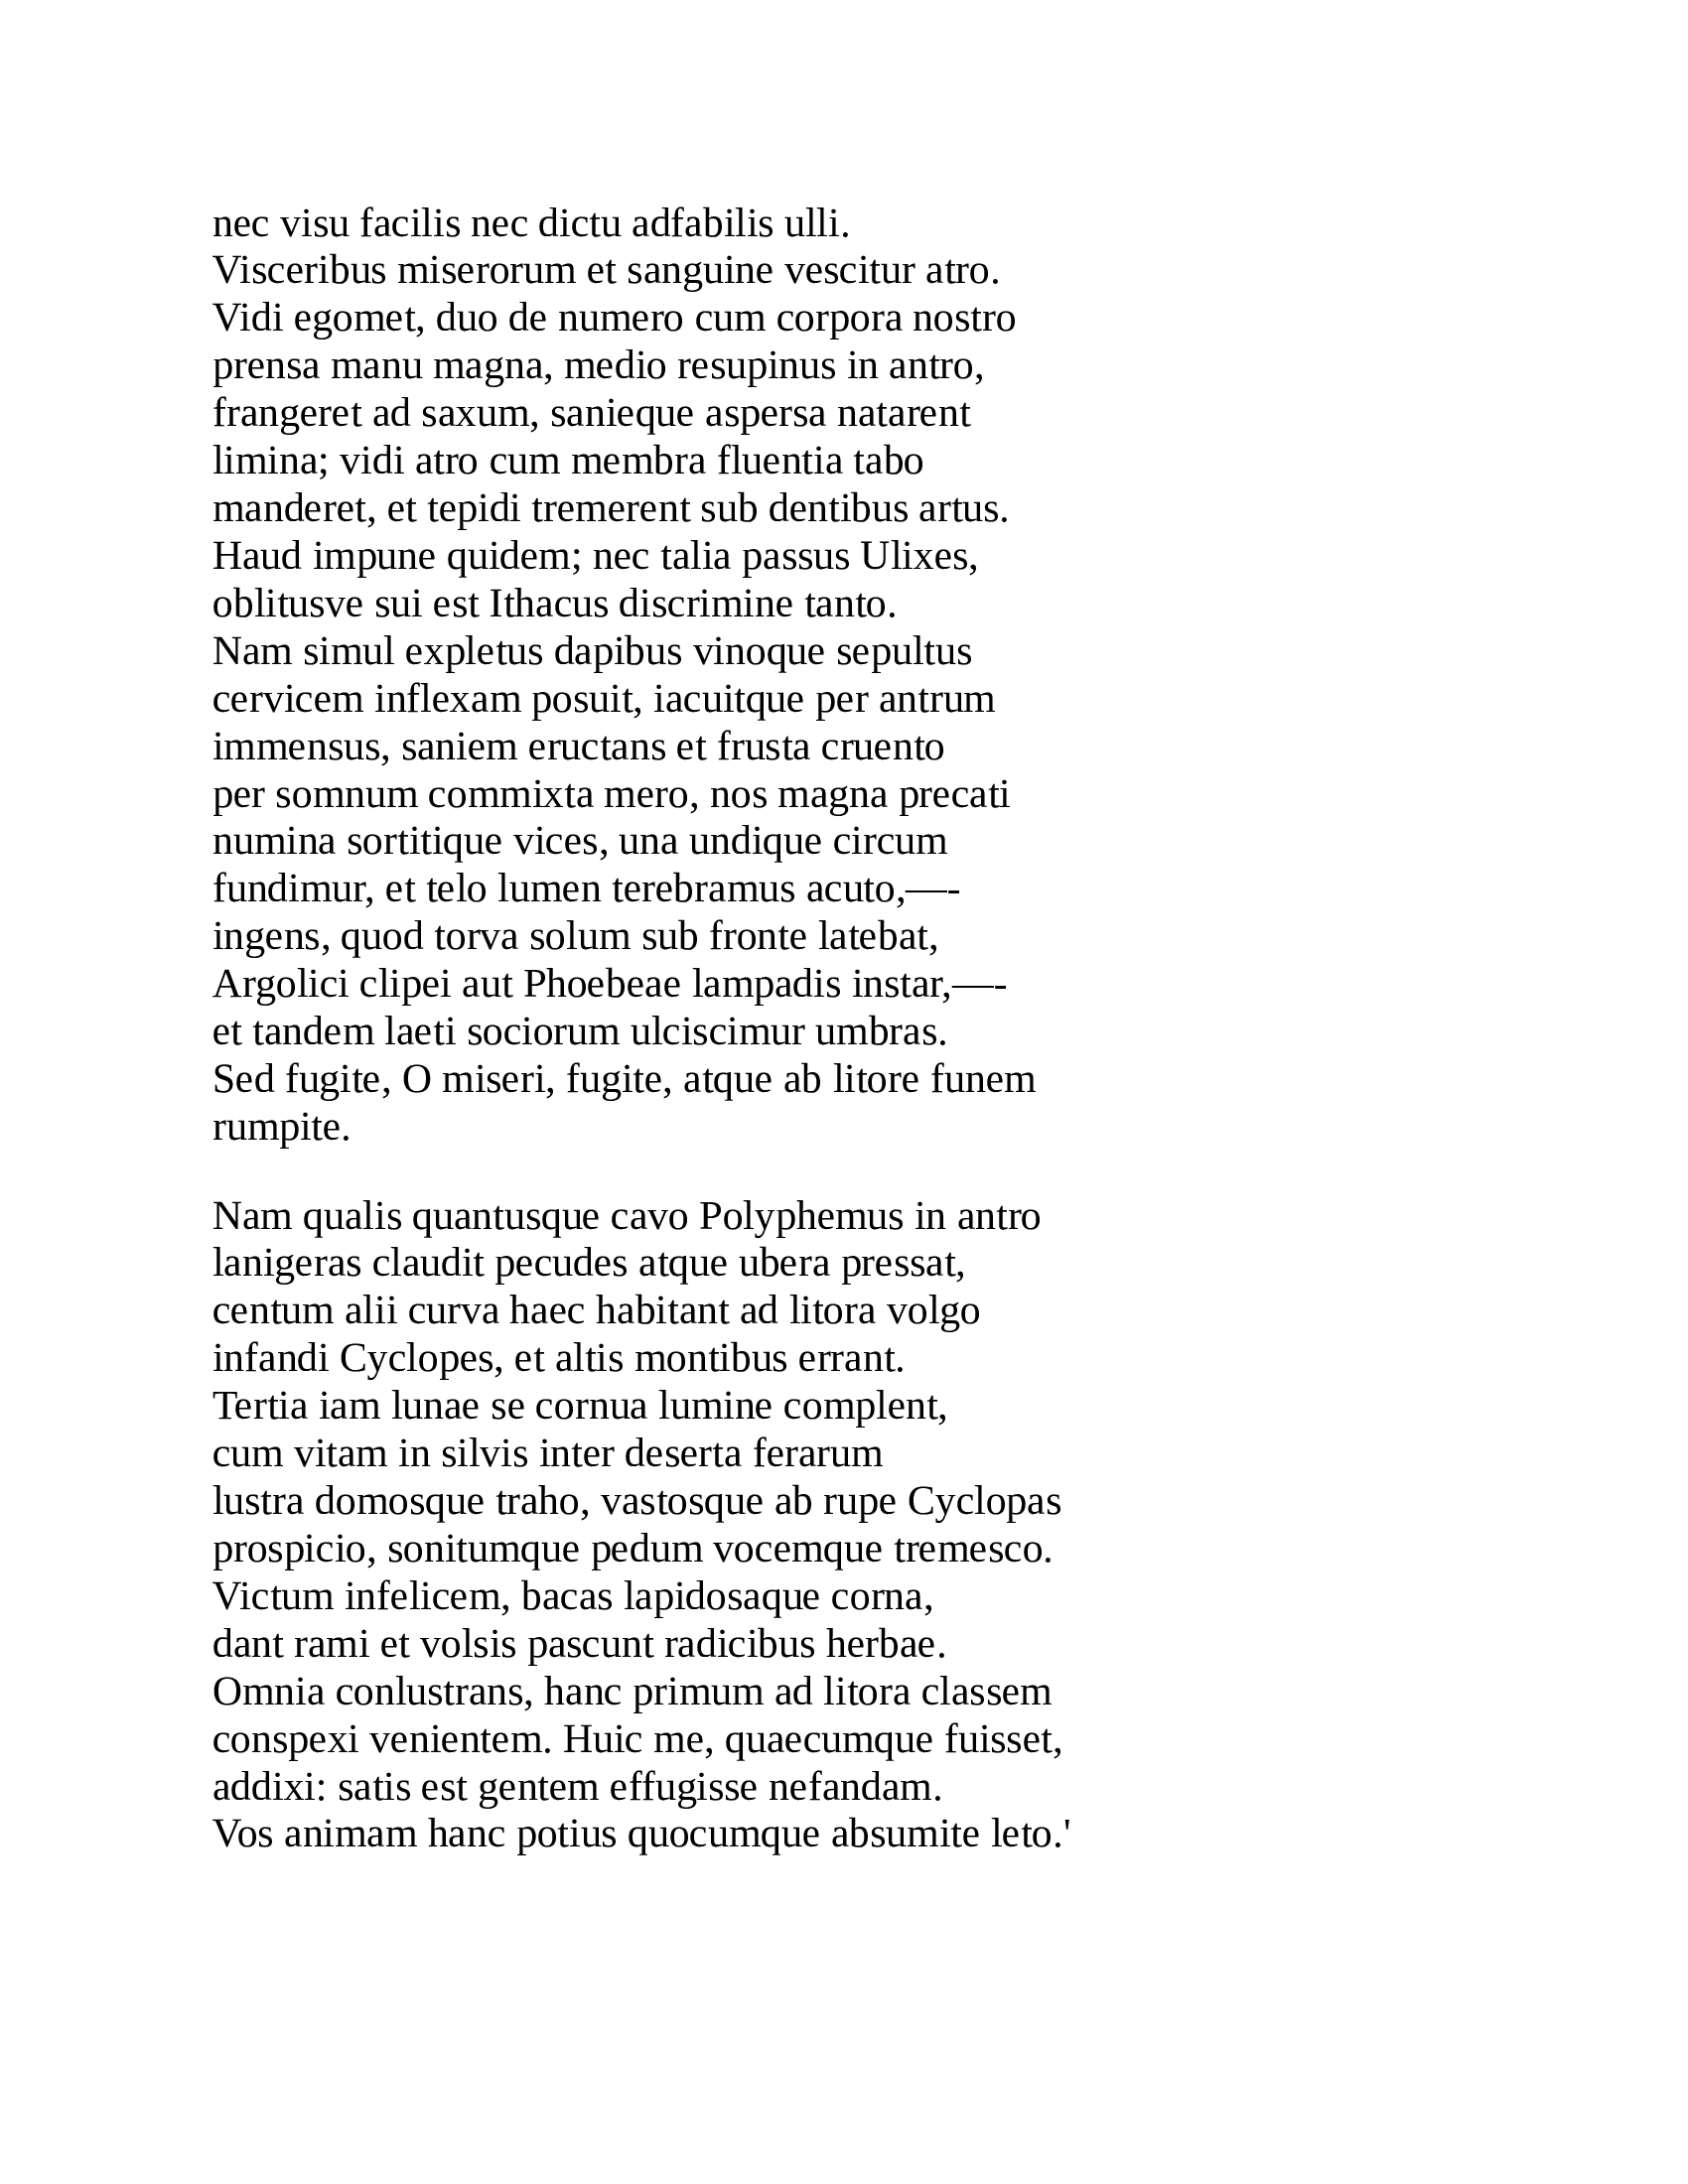 nec visu facilis nec dictu adfabilis ulli.
Visceribus miserorum et sanguine vescitur atro.
Vidi egomet, duo de numero cum corpora nostro
prensa manu magna, medio resupinus in antro,
frangeret ad saxum, sanieque aspersa natarent
limina; vidi atro cum membra fluentia tabo
manderet, et tepidi tremerent sub dentibus artus.
Haud impune quidem; nec talia passus Ulixes,
oblitusve sui est Ithacus discrimine tanto.
Nam simul expletus dapibus vinoque sepultus
cervicem inflexam posuit, iacuitque per antrum
immensus, saniem eructans et frusta cruento
per somnum commixta mero, nos magna precati
numina sortitique vices, una undique circum
fundimur, et telo lumen terebramus acuto,—-
ingens, quod torva solum sub fronte latebat,
Argolici clipei aut Phoebeae lampadis instar,—-
et tandem laeti sociorum ulciscimur umbras.
Sed fugite, O miseri, fugite, atque ab litore funem
rumpite.

Nam qualis quantusque cavo Polyphemus in antro
lanigeras claudit pecudes atque ubera pressat,
centum alii curva haec habitant ad litora volgo
infandi Cyclopes, et altis montibus errant.
Tertia iam lunae se cornua lumine complent,
cum vitam in silvis inter deserta ferarum
lustra domosque traho, vastosque ab rupe Cyclopas
prospicio, sonitumque pedum vocemque tremesco.
Victum infelicem, bacas lapidosaque corna,
dant rami et volsis pascunt radicibus herbae.
Omnia conlustrans, hanc primum ad litora classem
conspexi venientem. Huic me, quaecumque fuisset,
addixi: satis est gentem effugisse nefandam.
Vos animam hanc potius quocumque absumite leto.'